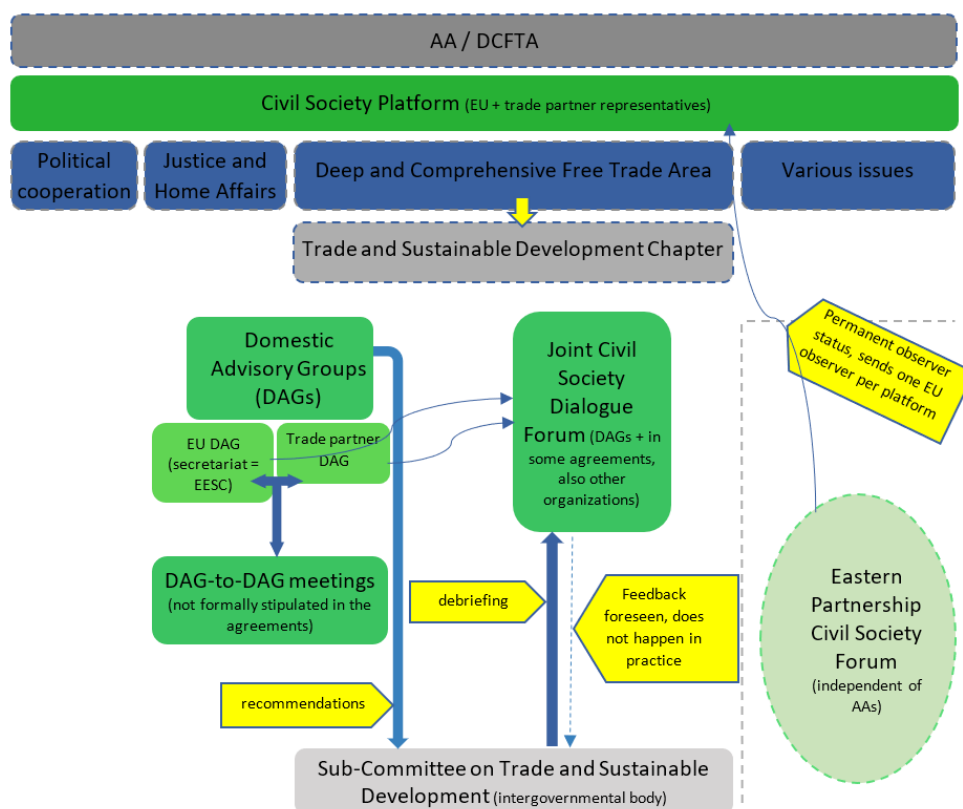 AA / DCFTA
Civil Society Platform (EU + trade partner representatives)
Political
cooperation
Justice and
Home Affairs
Deep and Comprehensive Free Trade Area
Various issues
Trade and Sustainable Development Chapter
Domestic
Advisory Groups
(DAGs)
EU DAG
(secretariat =
EESC)
Trade partner
DAG
DAG-to-DAG meetings
(not formally stipulated in the
agreements)
Joint Civil
Society
Dialogue
Forum (DAGs + in
some agreements,
also other
organizations)
Permanent observer
status, sends one EU
observer per platform
debriefing
Feedback
foreseen, does
not happen in
practice
recommendations
Eastern
Partnership
Civil Society
Forum
(independent of
AAs)
Sub-Committee on Trade and Sustainable
Development (intergovernmental body)